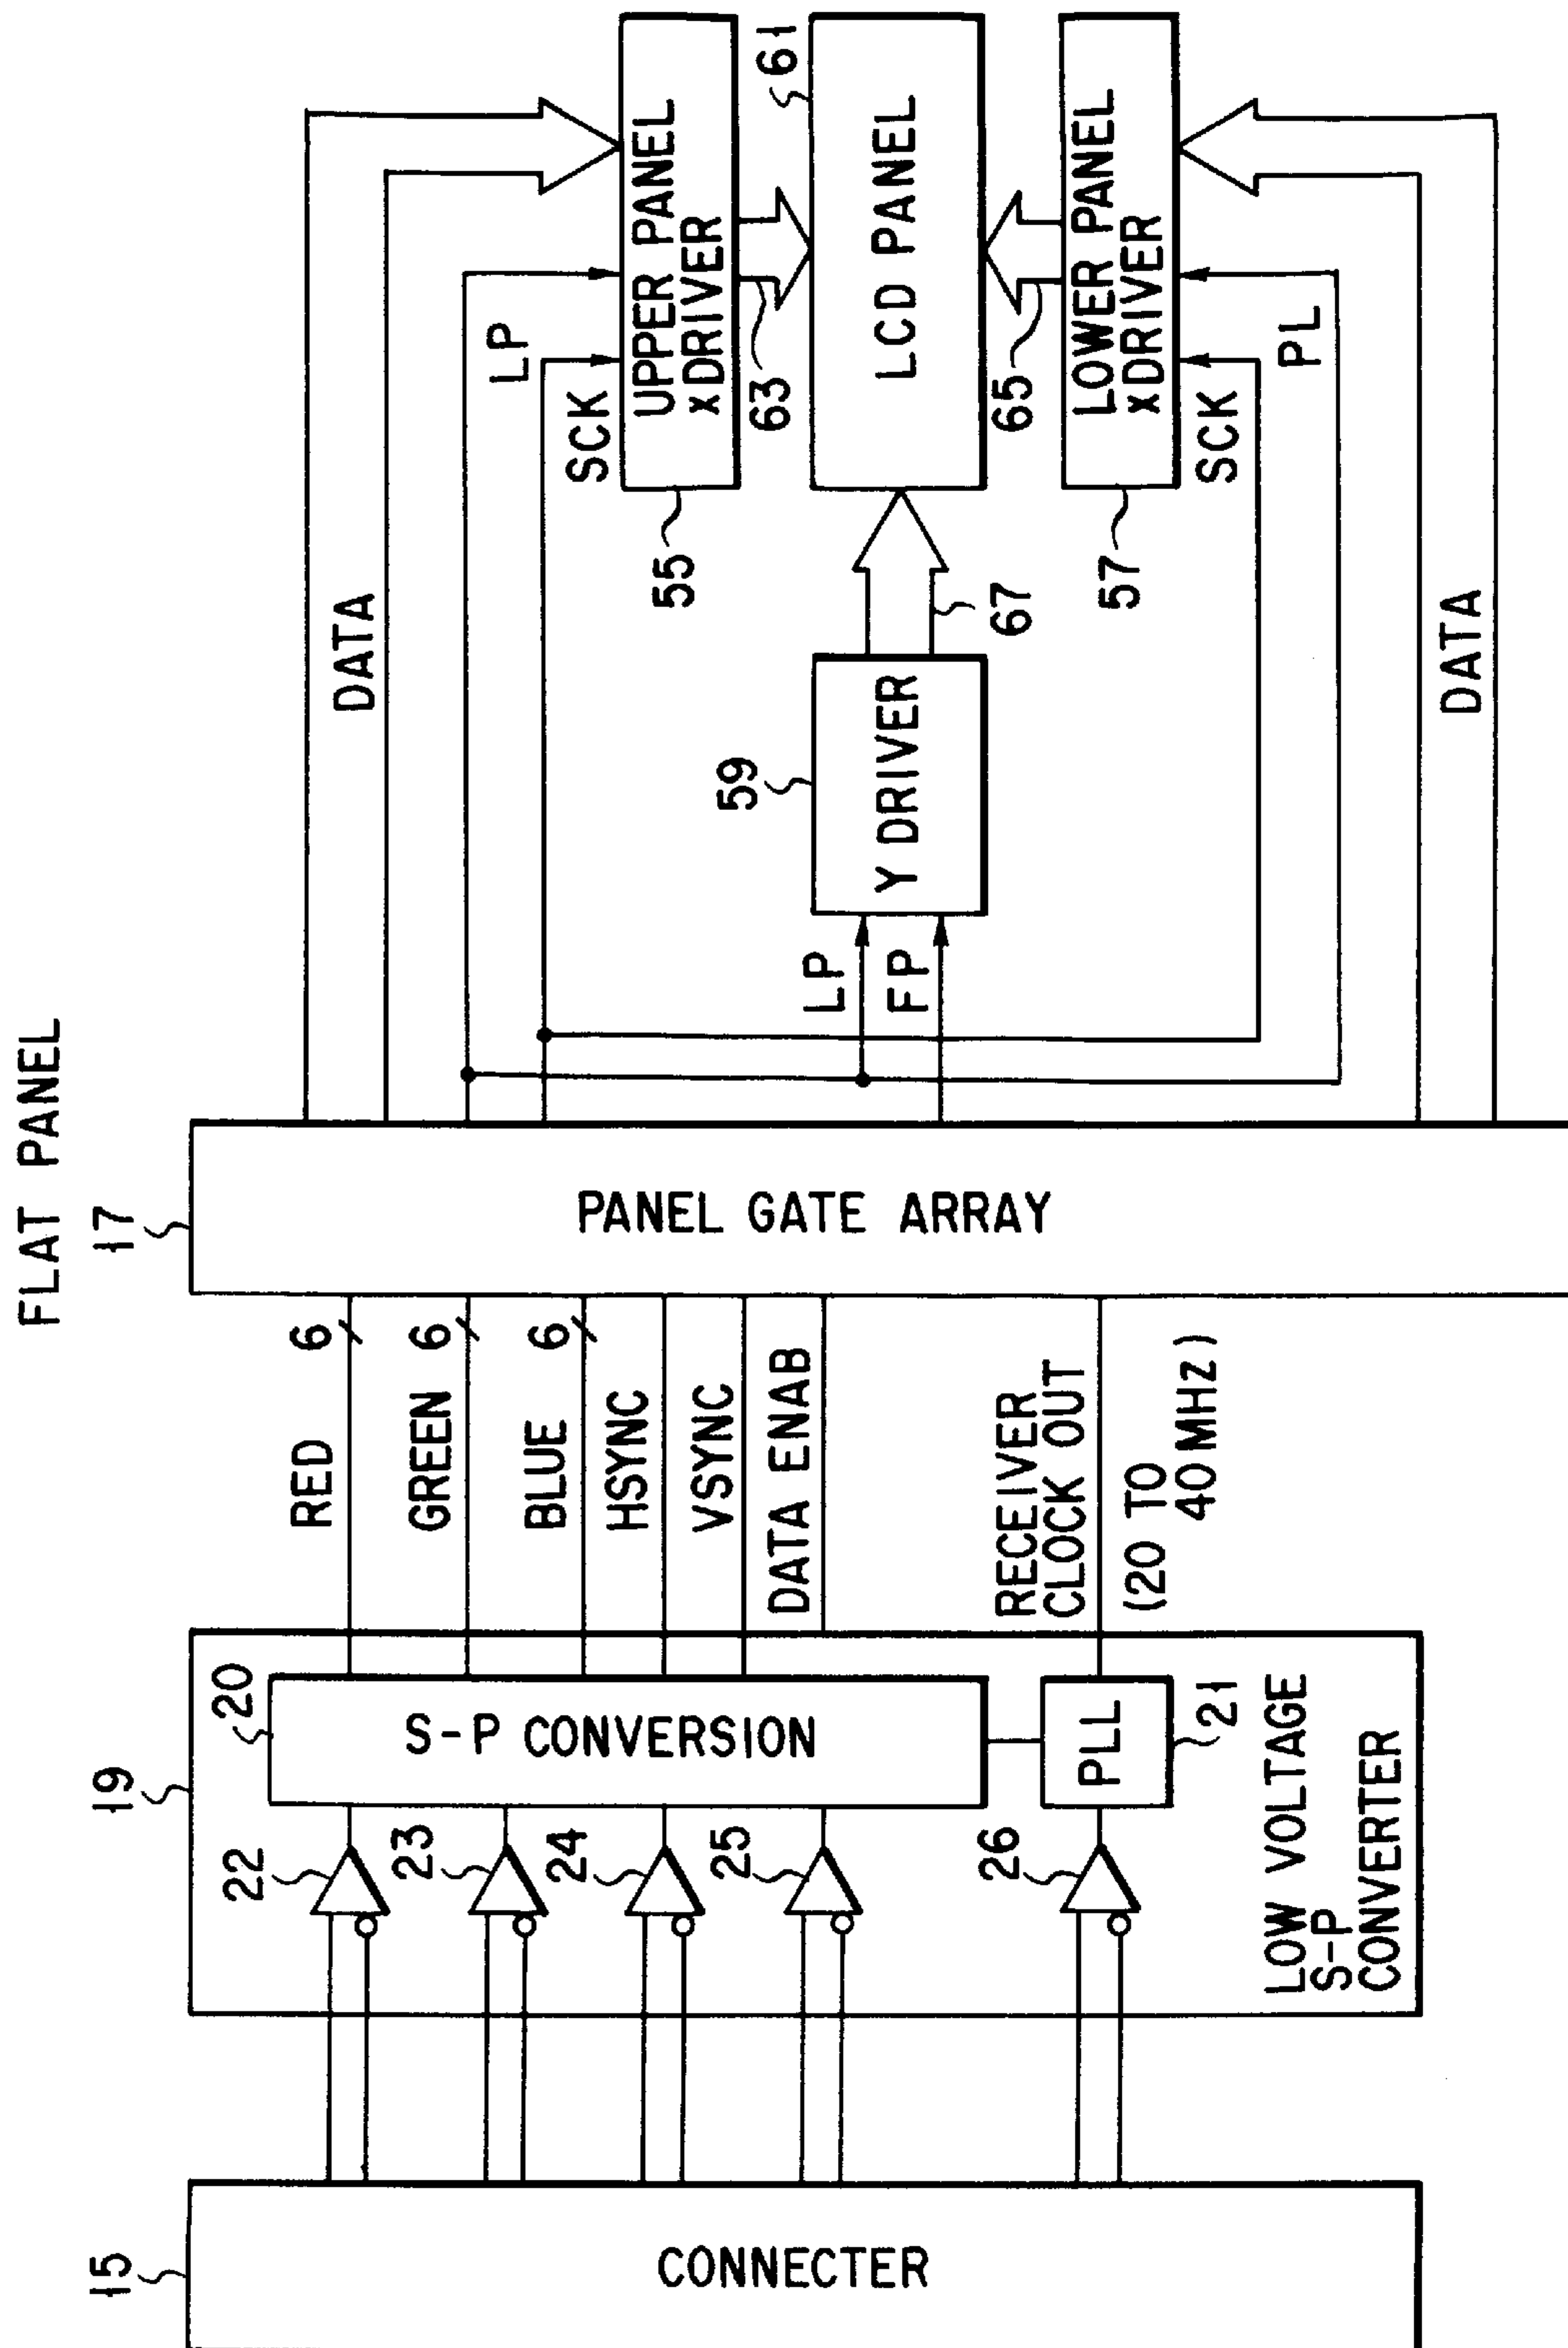 FLAT PANEL
15
CONNECTER
19
20
S-P CONVERSION
22
23
24
25
26
PLL
21
LOW VOLTAGE
S-P
CONVERTER
RED 6
GREEN 6
BLUE 6
HSYNC
VSYNC
DATA ENAB
RECEIVER
CLOCK OUT
(20 TO
40 MHz)
17
PANEL GATE ARRAY
DATA
LP
SCK
55
UPPER PANEL
xDRIVER
63
61
LCD PANEL
59
Y DRIVER
LP
FP
67
65
LOWER PANEL
xDRIVER
57
SCK
PL
DATA